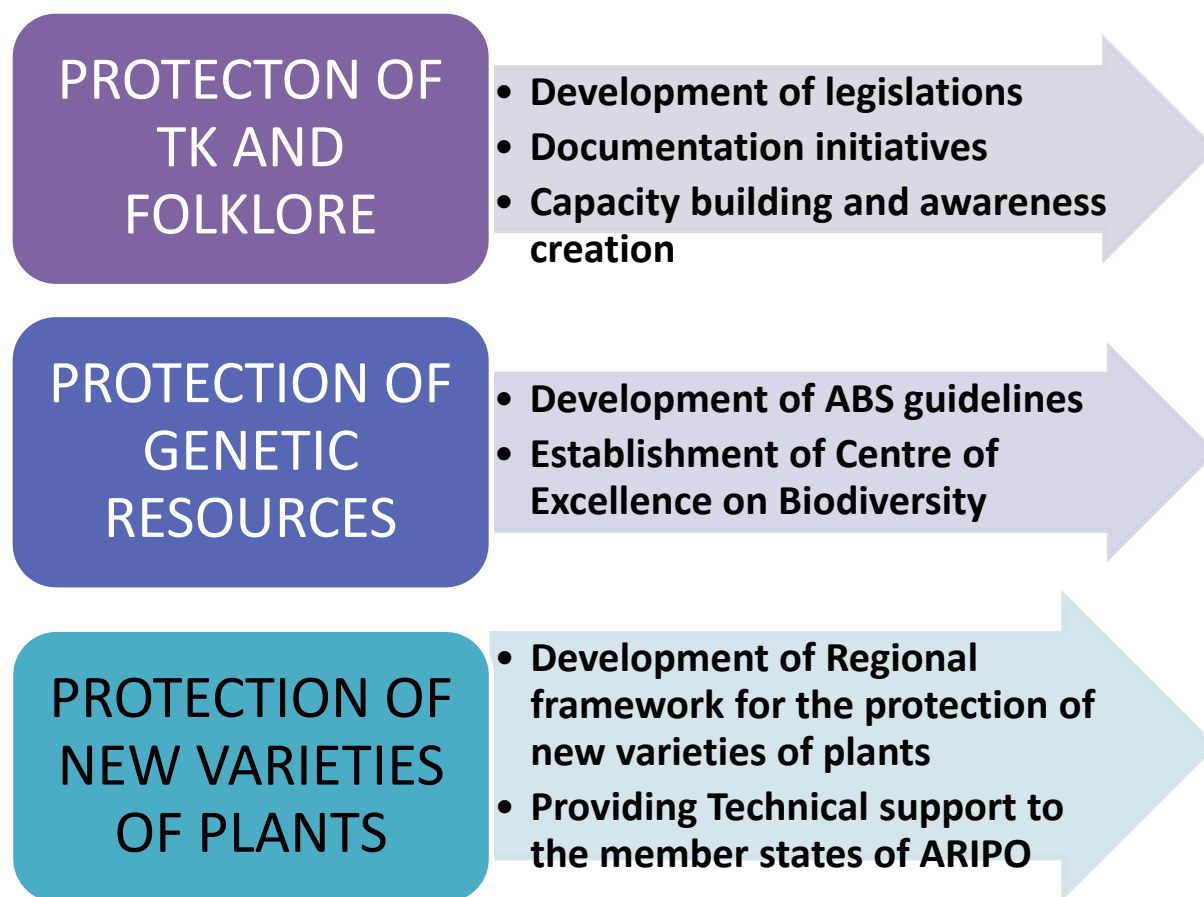 PROTECTON OF
TK AND
FOLKLORE
• Development of legislations
• Documentation initiatives
• Capacity building and awareness
creation
PROTECTION OF
GENETIC
RESOURCES
• Development of ABS guidelines
• Establishment of Centre of
Excellence on Biodiversity
PROTECTION OF
NEW VARIETIES
OF PLANTS
• Development of Regional
framework for the protection of
new varieties of plants
• Providing Technical support to
the member states of ARIPO